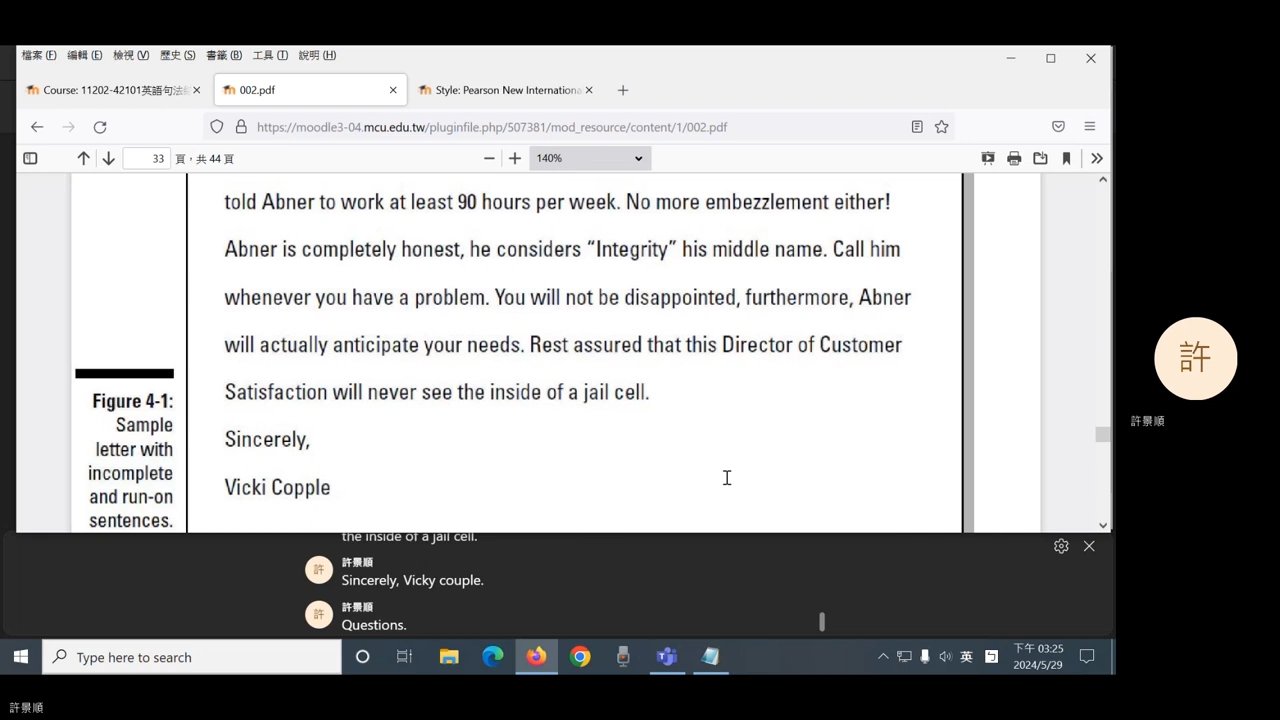 檔案 (F) 編輯 (E) 檢視 (V) 歷史 (S) 書籤 (B) 工具 (T) 說明 (H)
Course: 11202-42101英語句法結
002.pdf
Style: Pearson New Internationa
https://moodle3-04.mcu.edu.tw/pluginfile.php/507381/mod_resource/content/1/002.pdf
33 頁，共 44 頁
140%
told Abner to work at least 90 hours per week. No more embezzlement either!
Abner is completely honest, he considers “Integrity” his middle name. Call him
whenever you have a problem. You will not be disappointed, furthermore, Abner
will actually anticipate your needs. Rest assured that this Director of Customer
Satisfaction will never see the inside of a jail cell.
Sincerely,
Vicki Copple
Figure 4-1:
Sample
letter with
incomplete
and run-on
sentences.
許
許景順
the inside of a jail cell.
許
許景順
Sincerely, Vicky couple.
許
許景順
Questions.
Type here to search
英
下午 03:25
2024/5/29
許景順